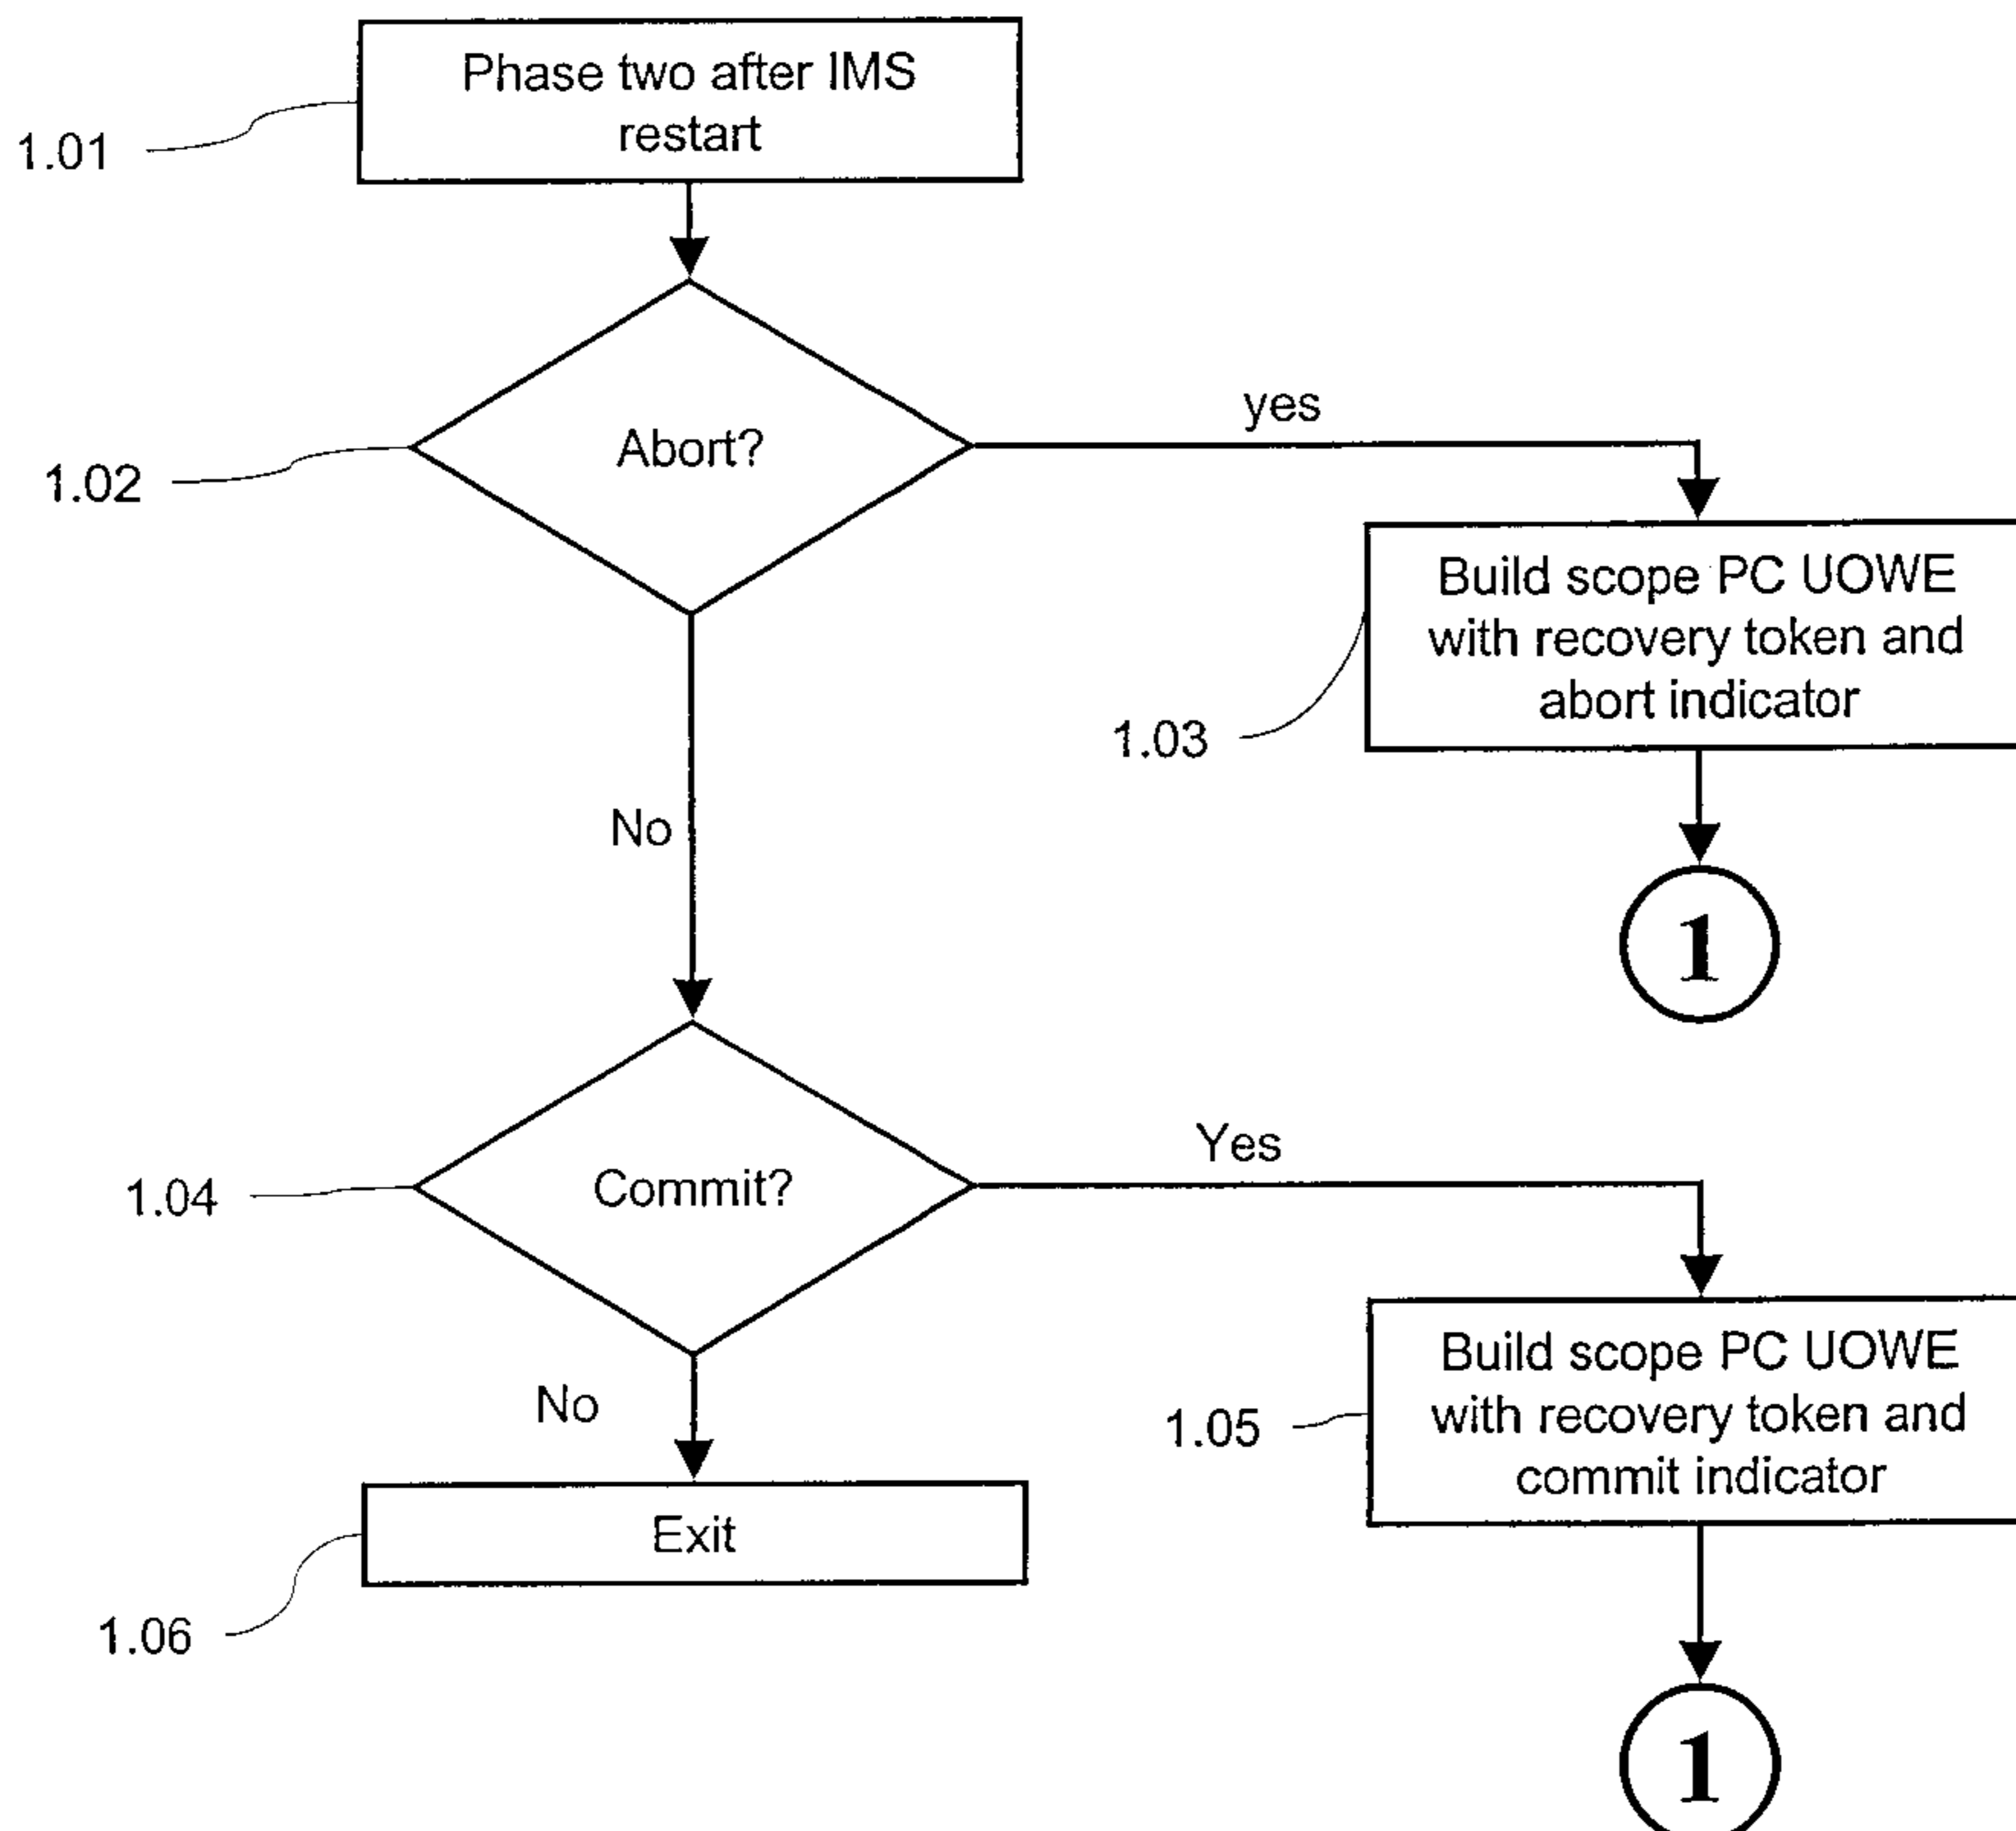 Phase two after IMS
restart
1.01
Abort?
1.02
yes
Build scope PC UOWE
with recovery token and
abort indicator
1.03
No
1
Commit?
1.04
Yes
Build scope PC UOWE
with recovery token and
commit indicator
1.05
No
Exit
1.06
1